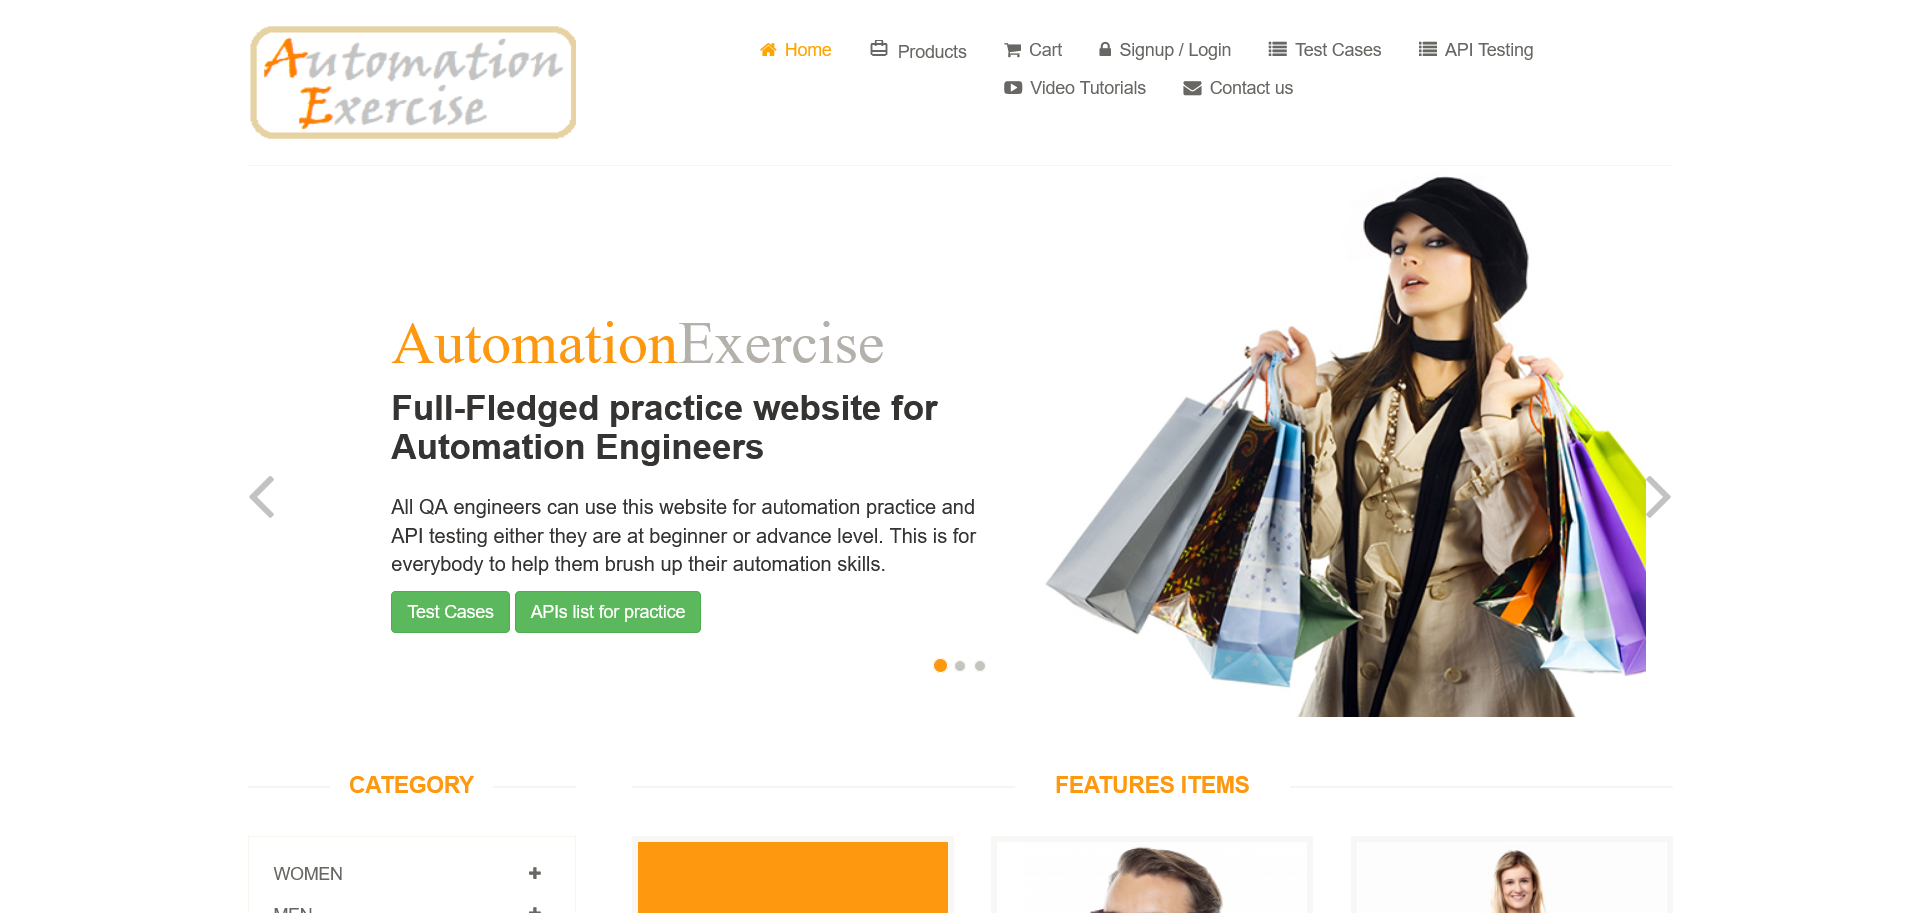 Automation
Exercise
Home
Products
Cart
Signup / Login
Test Cases
API Testing
Video Tutorials
Contact us
AutomationExercise
Full-Fledged practice website for
Automation Engineers
All QA engineers can use this website for automation practice and
API testing either they are at beginner or advance level. This is for
everybody to help them brush up their automation skills.
Test Cases
APIs list for practice
CATEGORY
FEATURES ITEMS
WOMEN
MEN